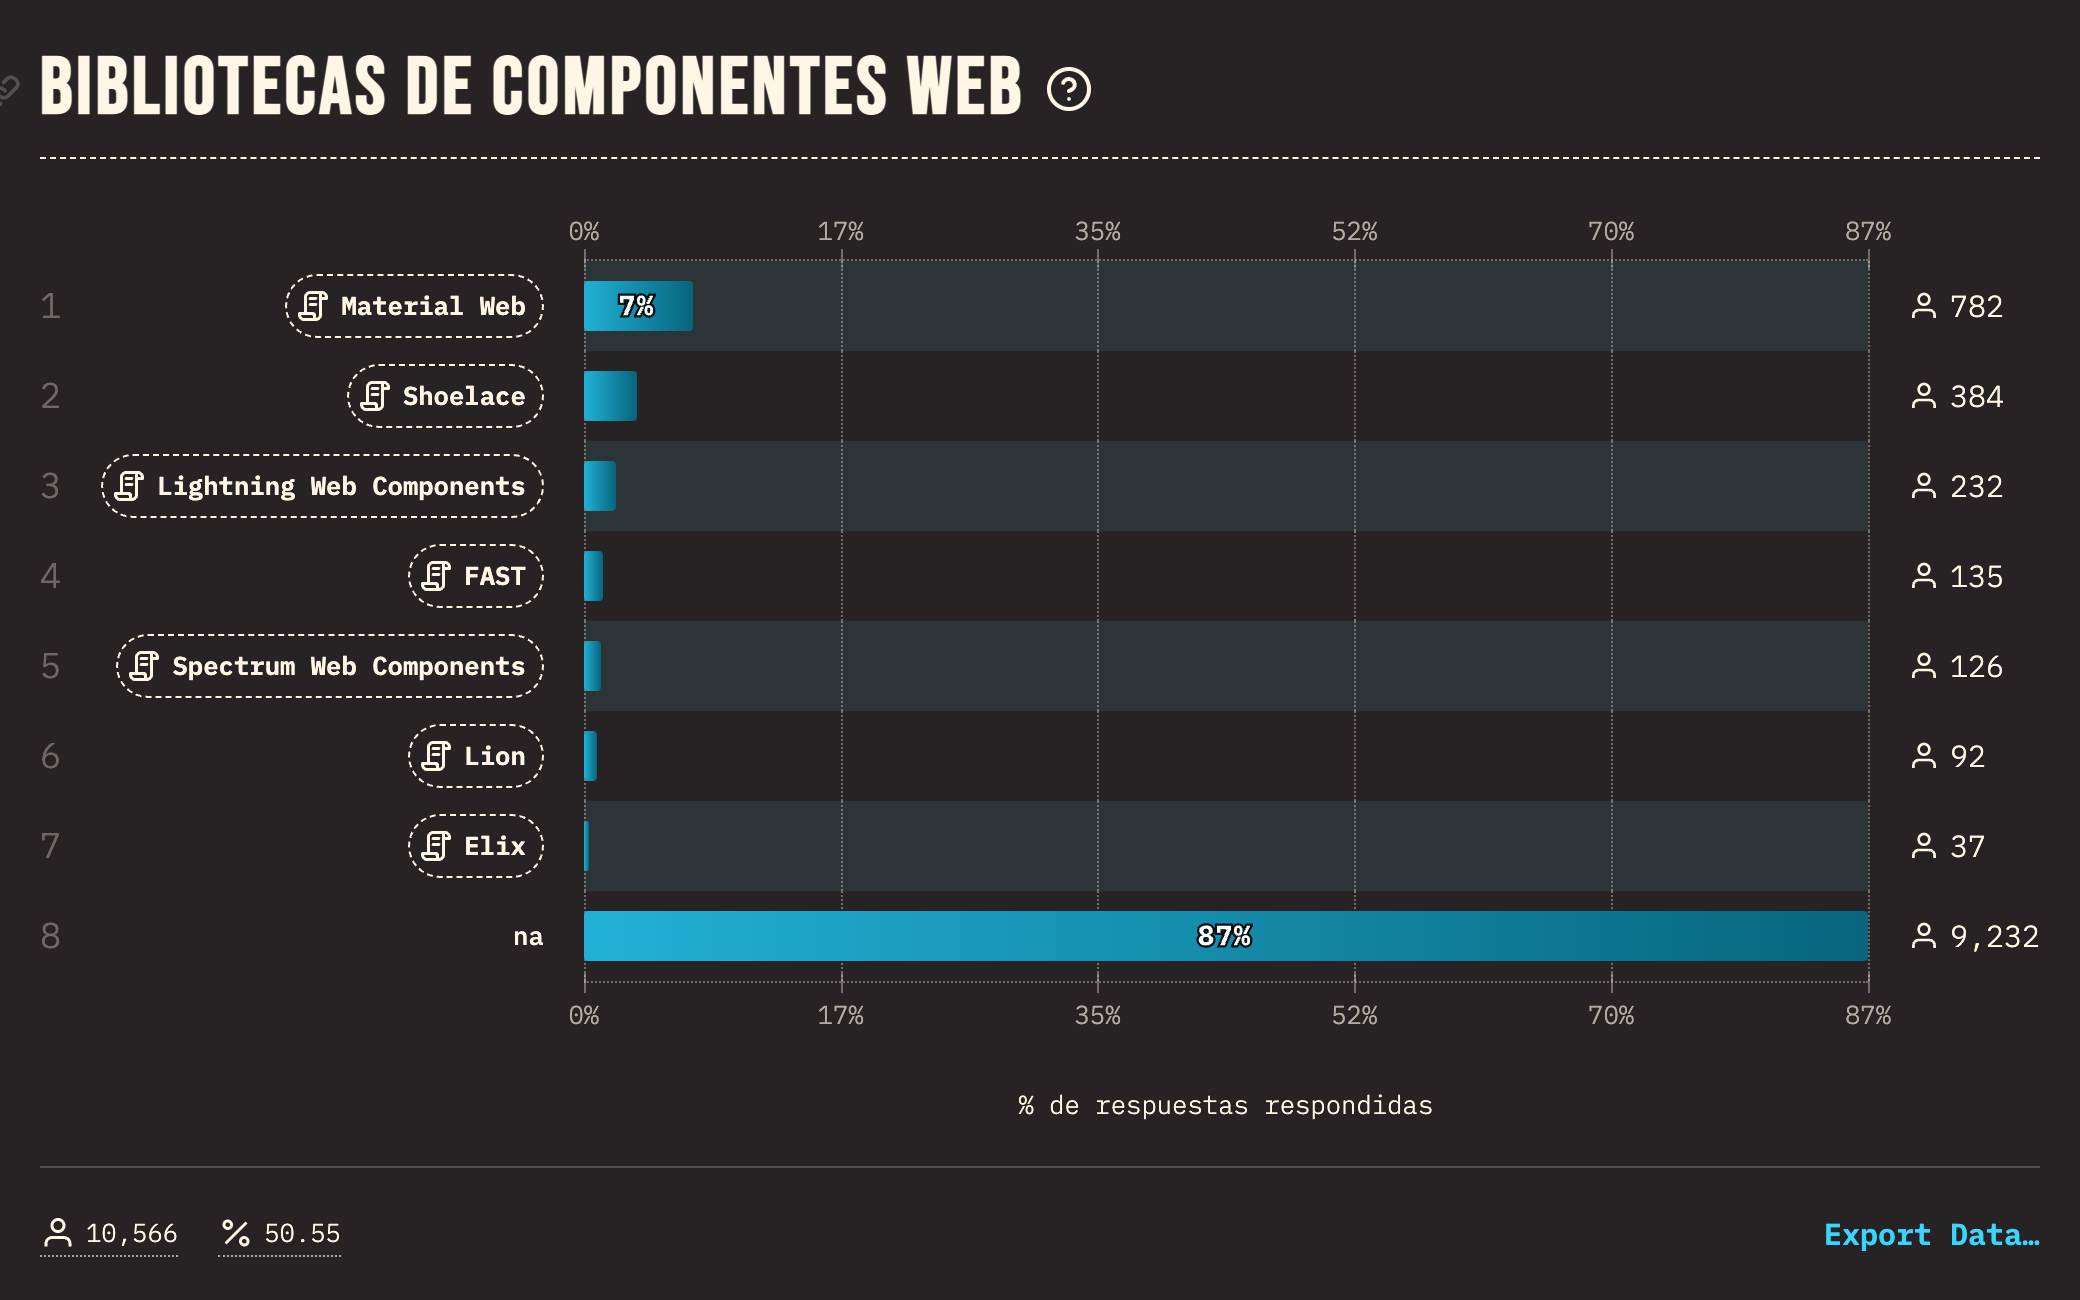 BIBLIOTECAS DE COMPONENTES WEB
0% 17% 35% 52% 70% 87%
1 Material Web 7% 782
2 Shoelace 384
3 Lightning Web Components 232
4 FAST 135
5 Spectrum Web Components 126
6 Lion 92
7 Elix 37
8 na 87% 9,232
0% 17% 35% 52% 70% 87%
% de respuestas respondidas
10,566 % 50.55 Export Data…